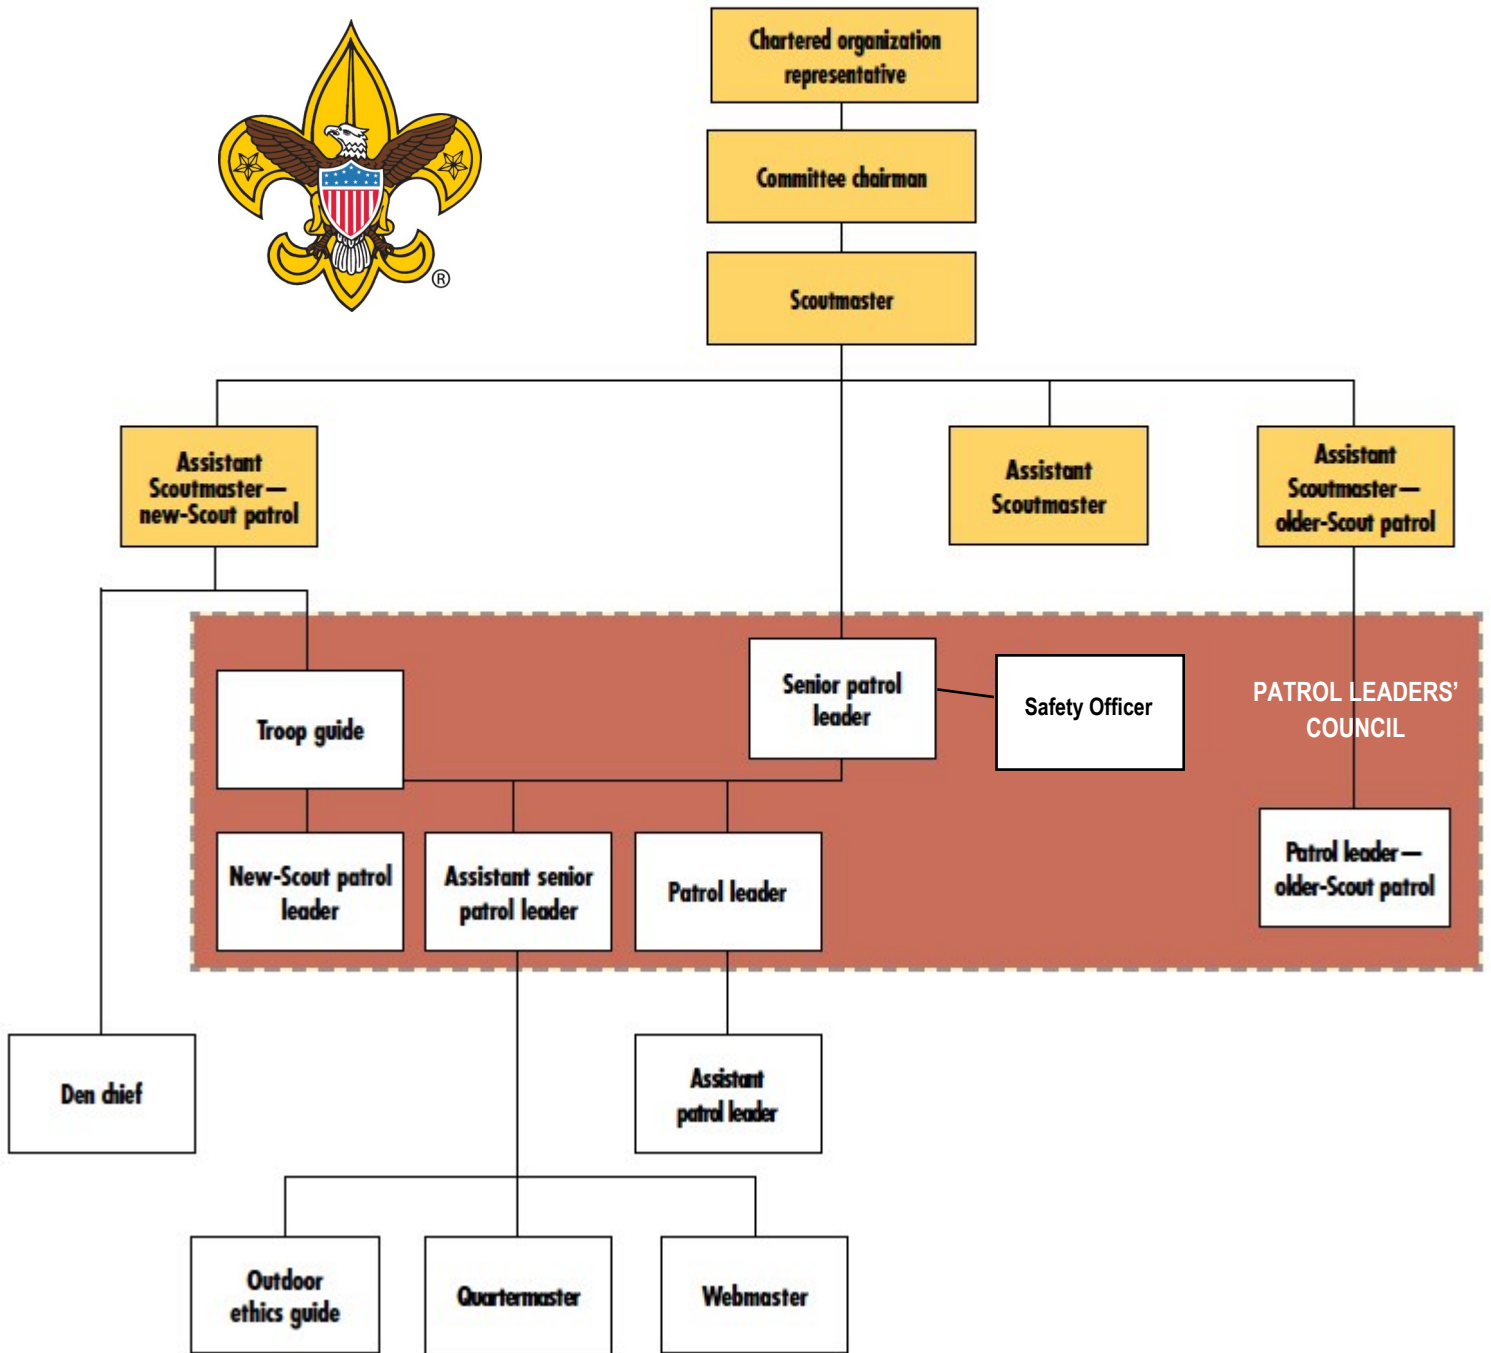 Chartered organization
representative
Committee chairman
Scoutmaster
®
Assistant
Scoutmaster—
new-Scout patrol
Assistant
Scoutmaster
Assistant
Scoutmaster—
older-Scout patrol
Senior patrol
leader
Safety Officer
PATROL LEADERS’
COUNCIL
Troop guide
New-Scout patrol
leader
Assistant senior
patrol leader
Patrol leader
Patrol leader—
older-Scout patrol
Den chief
Assistant
patrol leader
Outdoor
ethics guide
Quartermaster
Webmaster